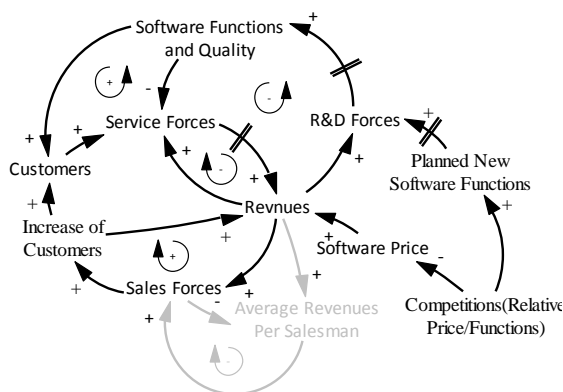 Software Functions
and Quality
Service Forces
R&D Forces
Customers
Planned New
Software Functions
Revnues
Increase of
Customers
Software Price
Sales Forces
Average Revenues
Per Salesman
Competitions(Relative
Price/Functions)
+
+
-
+
+
-
+
+
+
+
-
+
+
+
+
+
-
+
+
+
+
-
+
+
-